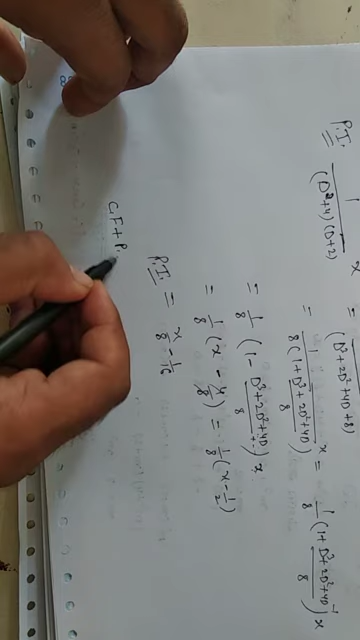 P.I. 1/((D²+4)(D+2)) x = 1/(D³+2D²+4D+8)
= 1/(8(1+(D³+2D²+4D)/8)) x = 1/8 (1+(D³+2D²+4D)/8)⁻¹ x
= 1/8 (1 - (D³+2D²+4D)/8 + ..) x
= 1/8 (x - 4/8) = 1/8 (x - 1/2)
P.I. = x/8 - 1/16
C.F + P.